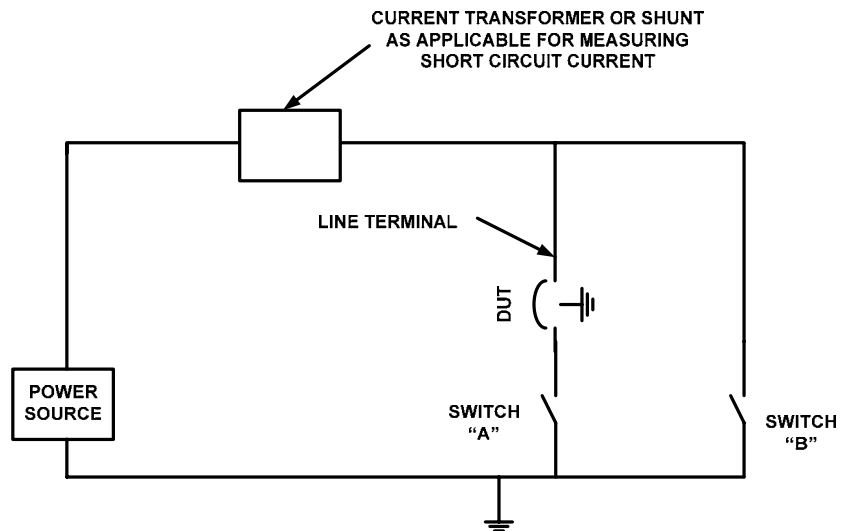 CURRENT TRANSFORMER OR SHUNT
AS APPLICABLE FOR MEASURING
SHORT CIRCUIT CURRENT
LINE TERMINAL
DUT
POWER
SOURCE
SWITCH
“A”
SWITCH
“B”